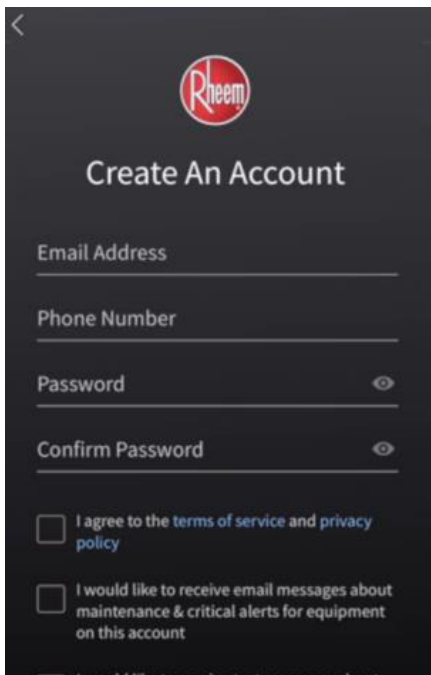 Rheem
Create An Account
Email Address
Phone Number
Password
Confirm Password
I agree to the terms of service and privacy
policy
I would like to receive email messages about
maintenance & critical alerts for equipment
on this account